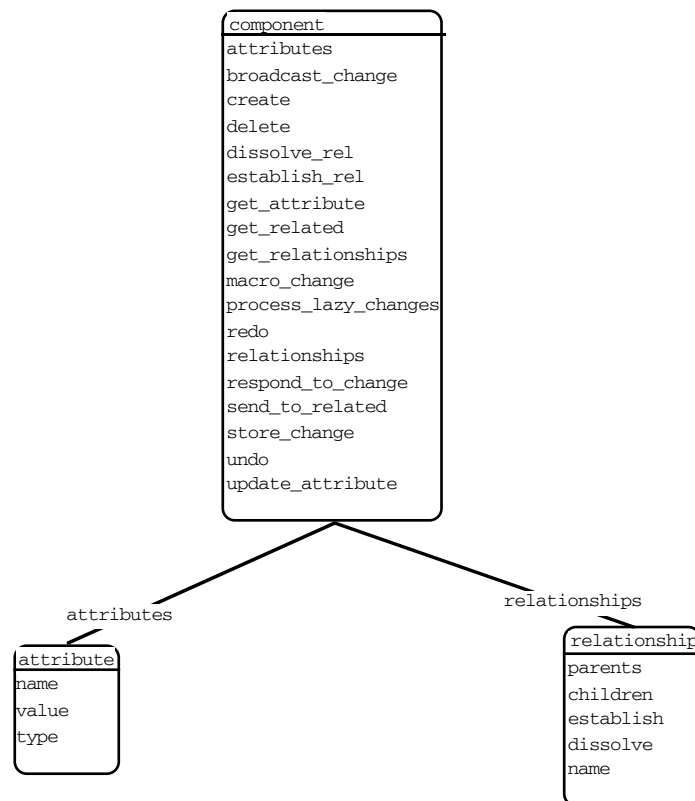 component
attributes
broadcast_change
create
delete
dissolve_rel
establish_rel
get_attribute
get_related
get_relationships
macro_change
process_lazy_changes
redo
relationships
respond_to_change
send_to_related
store_change
undo
update_attribute
attributes
relationships
attribute
name
value
type
relationship
parents
children
establish
dissolve
name